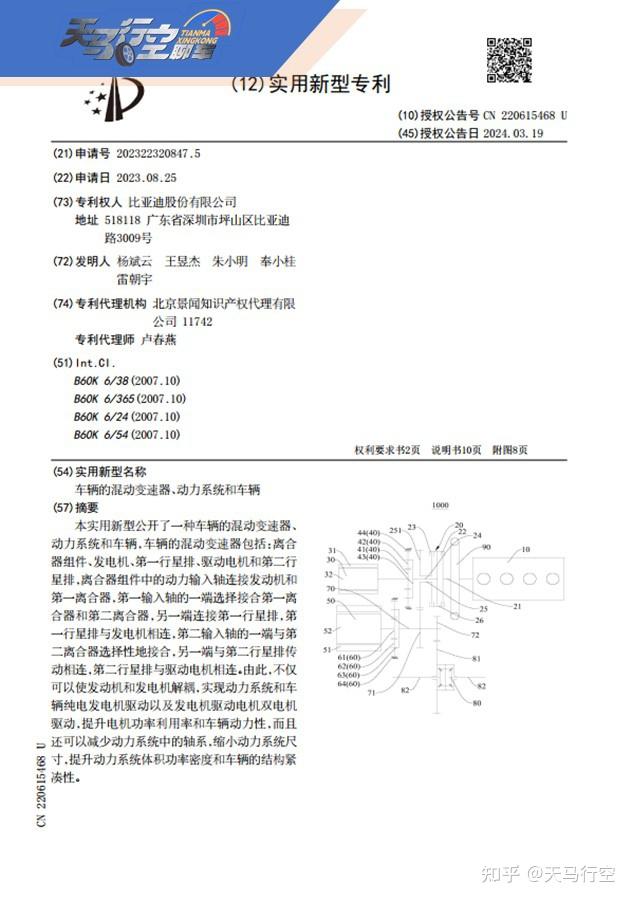 天马行空聊车
TIANMA
XINGKONG
(12)实用新型专利
(10)授权公告号 CN 220615468 U
(45)授权公告日 2024.03.19
(21)申请号 202322320847.5
(22)申请日 2023.08.25
(73)专利权人 比亚迪股份有限公司
地址 518118 广东省深圳市坪山区比亚迪
路3009号
(72)发明人 杨斌云 王昱杰 朱小明 奉小桂
雷朝宇
(74)专利代理机构 北京景闻知识产权代理有限
公司 11742
专利代理师 卢春燕
(51)Int.Cl.
B60K 6/38(2007.10)
B60K 6/365(2007.10)
B60K 6/24(2007.10)
B60K 6/54(2007.10)
权利要求书2页 说明书10页 附图8页
(54)实用新型名称
车辆的混动变速器、动力系统和车辆
(57)摘要
本实用新型公开了一种车辆的混动变速器、
动力系统和车辆,车辆的混动变速器包括:离合
器组件、发电机、第一行星排、驱动电机和第二行
星排,离合器组件中的动力输入轴连接发动机和
第一离合器,第一输入轴的一端选择接合第一离
合器和第二离合器,另一端连接第一行星排,第
一行星排与发电机相连,第二输入轴的一端与第
二离合器选择性地接合,另一端与第二行星排传
动相连,第二行星排与驱动电机相连。由此,不仅
可以使发动机和发电机解耦,实现动力系统和车
辆纯电发电机驱动以及发电机驱动电机双电机
驱动,提升电机功率利用率和车辆动力性,而且
还可以减少动力系统中的轴系,缩小动力系统尺
寸,提升动力系统体积功率密度和车辆的结构紧
凑性。
1000
44(40)
42(40)
41(40)
43(40)
251
23
20
22
24
90
10
31
30
32
70
50
52
51
25
21
26
72
81
61(60)
62(60)
63(60)
64(60)
71
82
82
80
CN 220615468 U
知乎 @天马行空